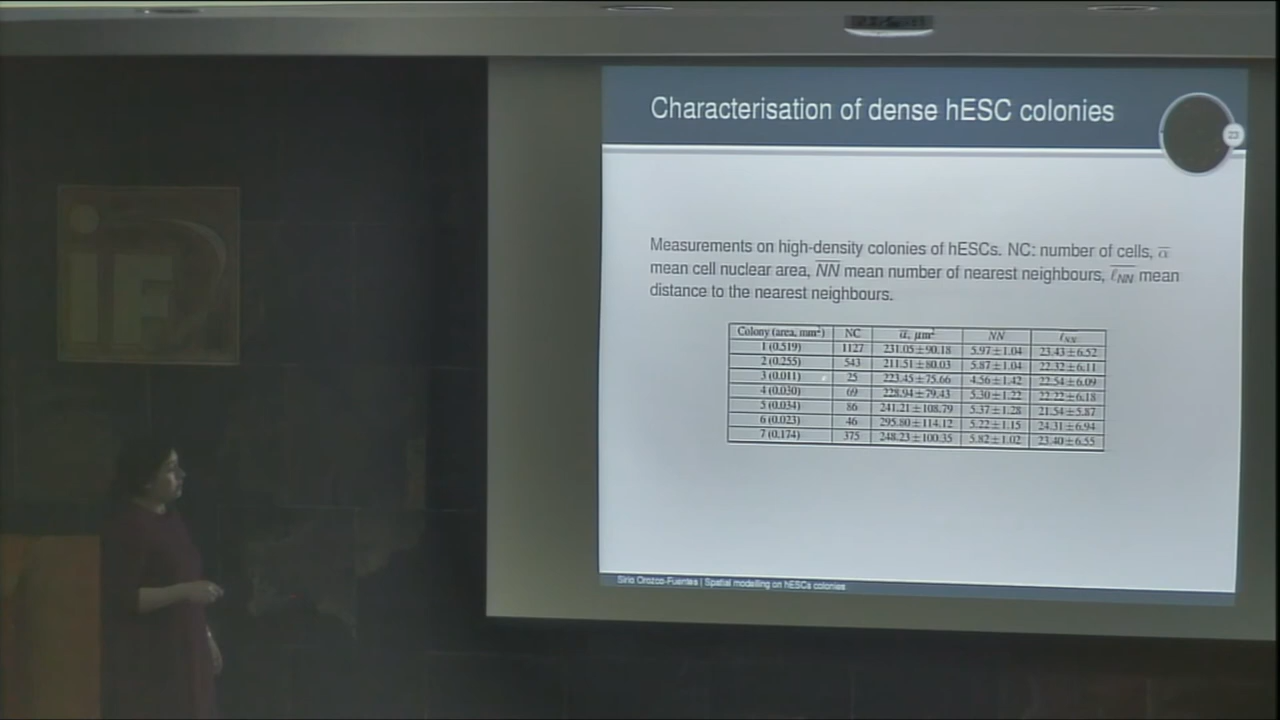 Characterisation of dense hESC colonies
23
Measurements on high-density colonies of hESCs. NC: number of cells, α̅
mean cell nuclear area, N̅N̅ mean number of nearest neighbours, ℓ̅NN mean
distance to the nearest neighbours.
Colony (area, mm²) NC α̅, μm² NN ℓNN
1 (0.519) 1127 231.05±90.18 5.97±1.04 23.43±6.52
2 (0.255) 543 211.51±80.03 5.87±1.04 22.32±6.11
3 (0.011) 25 223.45±75.66 4.56±1.42 22.54±6.09
4 (0.030) 69 228.94±79.43 5.30±1.22 22.22±6.18
5 (0.034) 86 241.21±108.79 5.37±1.28 21.54±5.87
6 (0.023) 46 295.80±114.12 5.22±1.15 24.31±6.94
7 (0.174) 375 248.23±100.35 5.82±1.02 23.40±6.55
Sirio Orozco-Fuentes | Spatial modelling on hESCs colonies